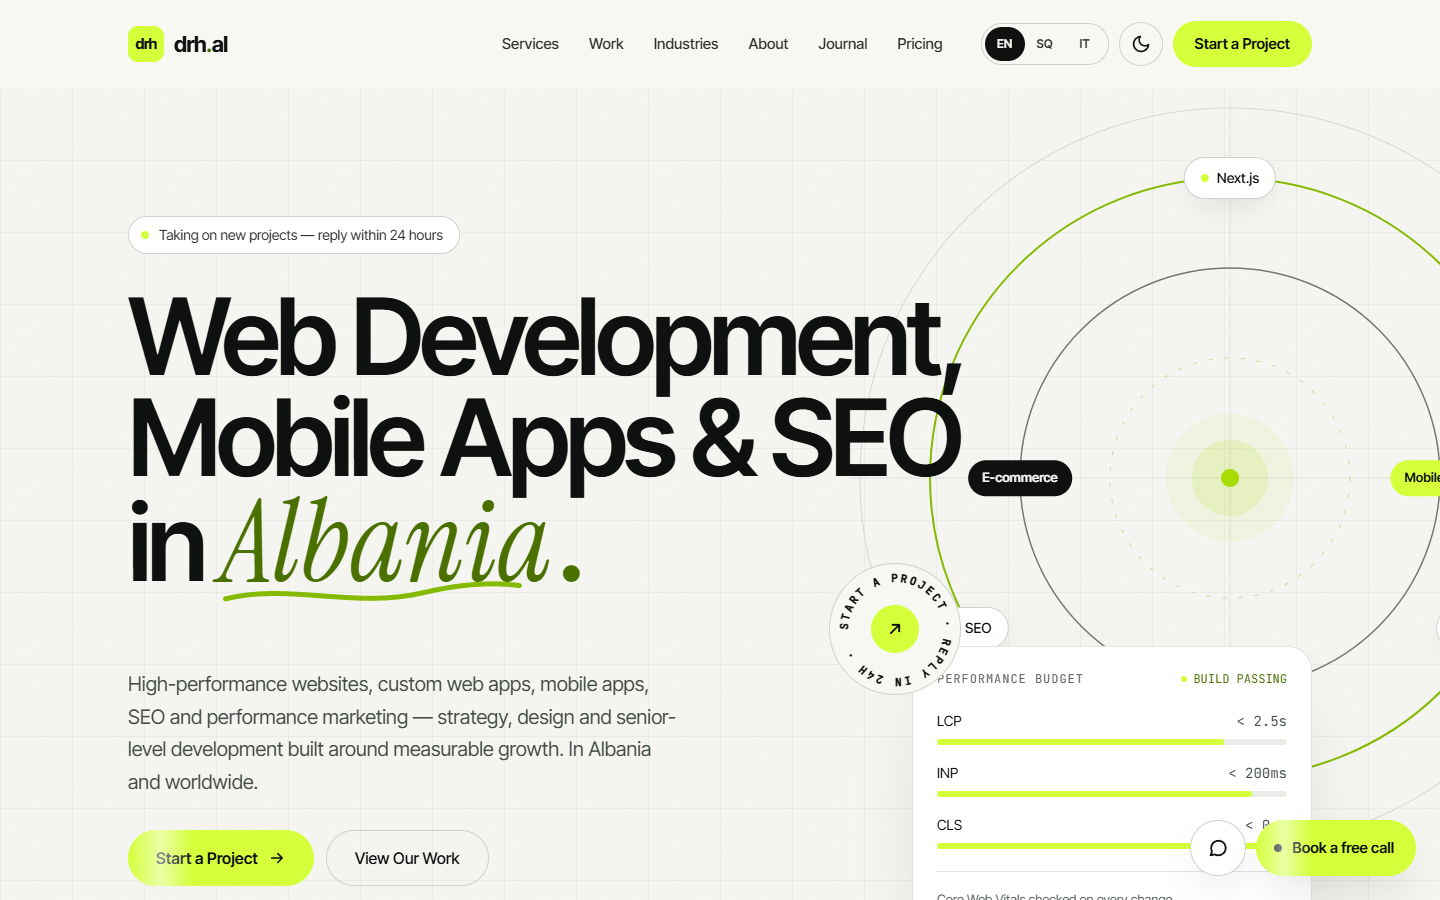 drh drh.al
Services Work Industries About Journal Pricing
EN SQ IT
Start a Project
Next.js
Taking on new projects — reply within 24 hours
Web Development,
Mobile Apps & SEO
in Albania.
E-commerce
Mobile
START A PROJECT · REPLY IN 24H ·
SEO
PERFORMANCE BUDGET
BUILD PASSING
LCP < 2.5s
INP < 200ms
CLS < 0.
High-performance websites, custom web apps, mobile apps,
SEO and performance marketing — strategy, design and senior-
level development built around measurable growth. In Albania
and worldwide.
Start a Project
View Our Work
Book a free call
Core Web Vitals checked on every change